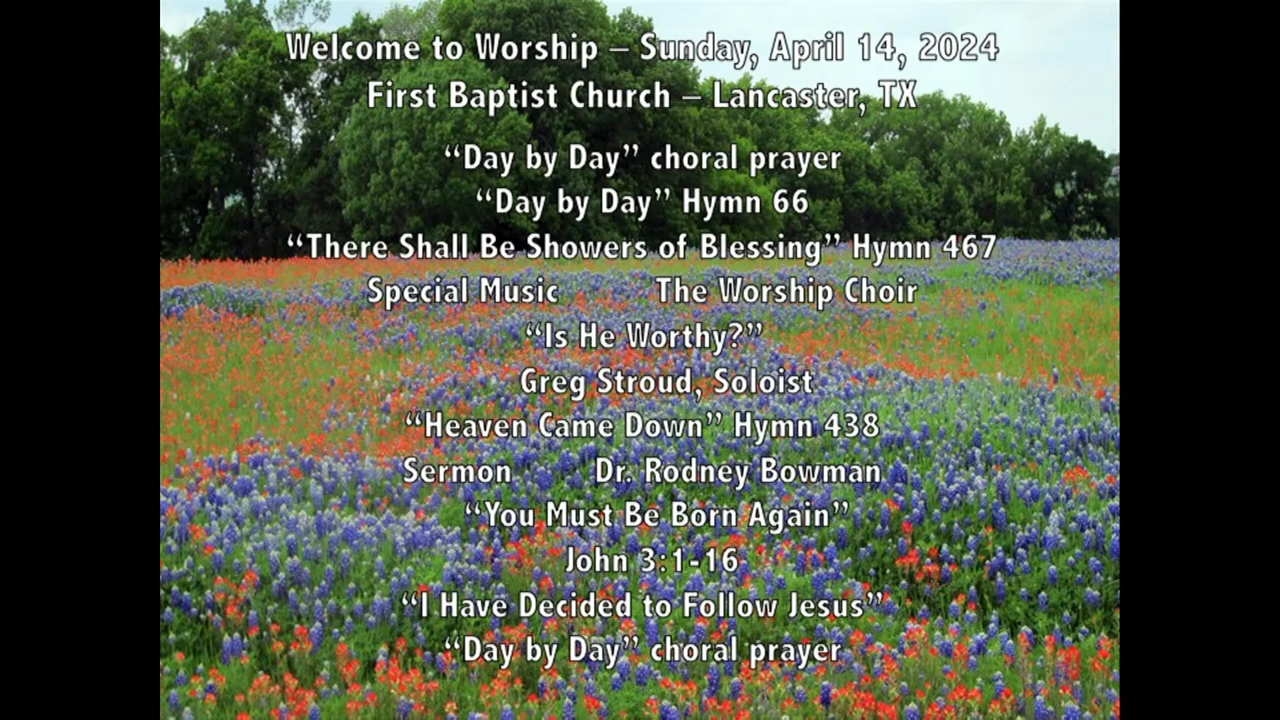 Welcome to Worship – Sunday, April 14, 2024
First Baptist Church – Lancaster, TX
“Day by Day” choral prayer
“Day by Day” Hymn 66
“There Shall Be Showers of Blessing” Hymn 467
Special Music The Worship Choir
“Is He Worthy?”
Greg Stroud, Soloist
“Heaven Came Down” Hymn 438
Sermon Dr. Rodney Bowman
“You Must Be Born Again”
John 3:1-16
“I Have Decided to Follow Jesus”
“Day by Day” choral prayer